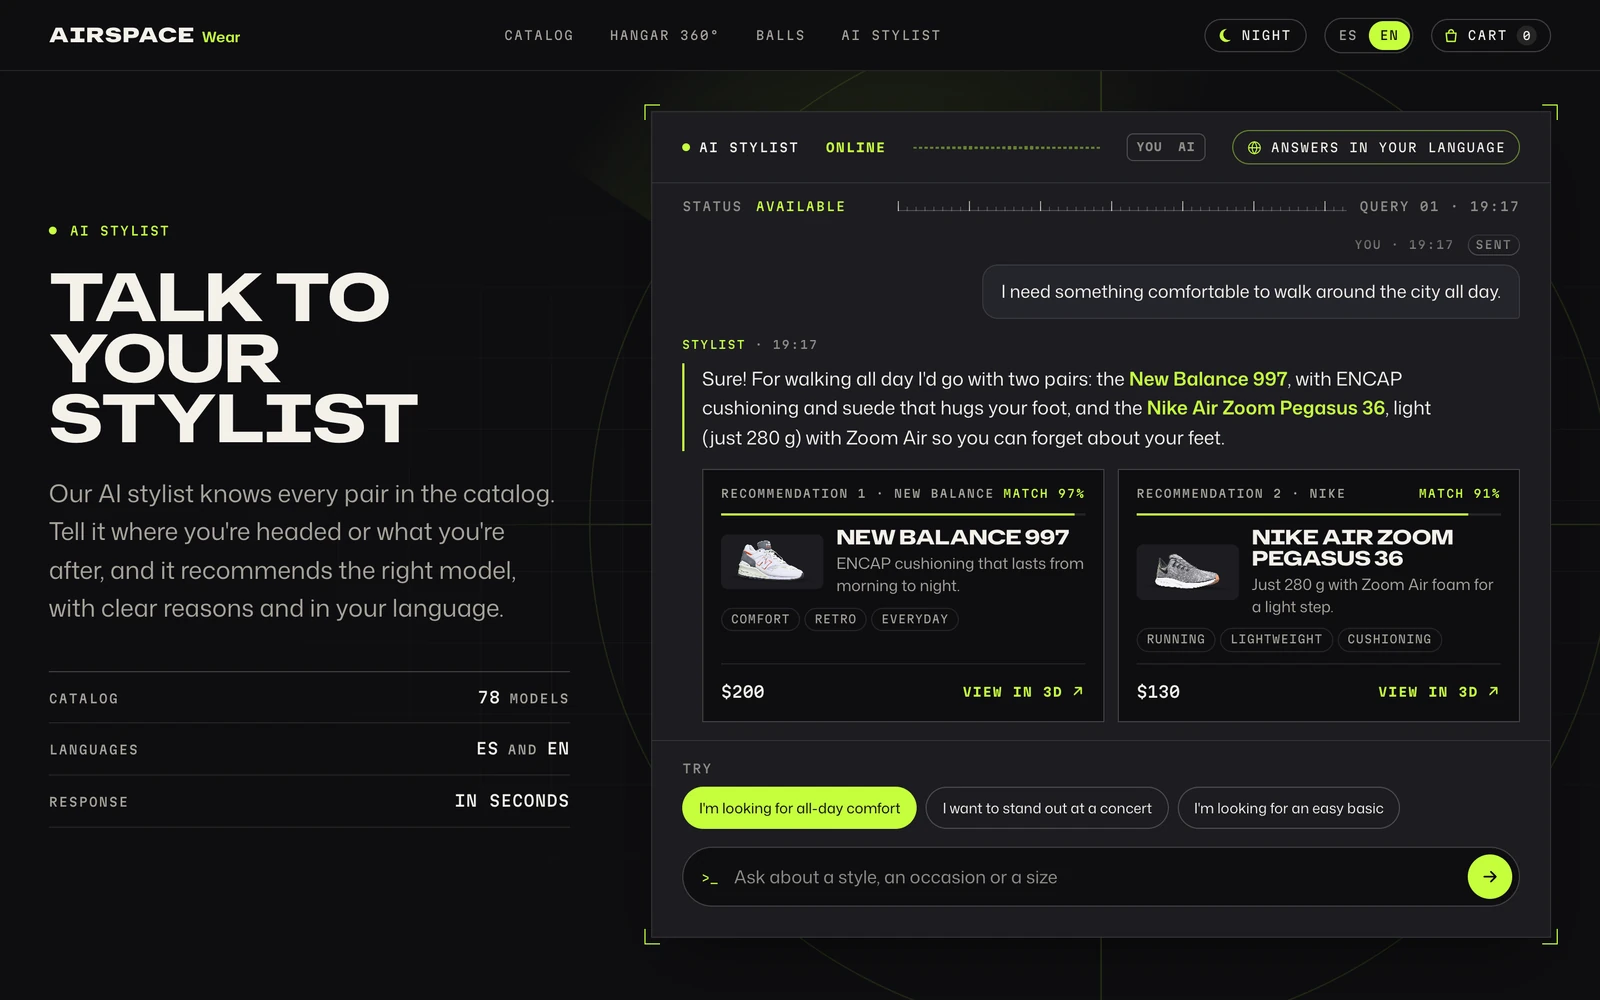 AIRSPACE Wear
CATALOG
HANGAR 360°
BALLS
AI STYLIST
NIGHT
ES EN
CART 0
AI STYLIST
TALK TO
YOUR
STYLIST
Our AI stylist knows every pair in the catalog.
Tell it where you're headed or what you're
after, and it recommends the right model,
with clear reasons and in your language.
CATALOG 78 MODELS
LANGUAGES ES AND EN
RESPONSE IN SECONDS
AI STYLIST ONLINE
YOU AI
ANSWERS IN YOUR LANGUAGE
STATUS AVAILABLE
QUERY 01 · 19:17
YOU · 19:17 SENT
I need something comfortable to walk around the city all day.
STYLIST · 19:17
Sure! For walking all day I'd go with two pairs: the New Balance 997, with ENCAP
cushioning and suede that hugs your foot, and the Nike Air Zoom Pegasus 36, light
(just 280 g) with Zoom Air so you can forget about your feet.
RECOMMENDATION 1 · NEW BALANCE MATCH 97%
NEW BALANCE 997
ENCAP cushioning that lasts from
morning to night.
COMFORT RETRO EVERYDAY
$200 VIEW IN 3D ↗
RECOMMENDATION 2 · NIKE MATCH 91%
NIKE AIR ZOOM
PEGASUS 36
Just 280 g with Zoom Air foam for
a light step.
RUNNING LIGHTWEIGHT CUSHIONING
$130 VIEW IN 3D ↗
TRY
I'm looking for all-day comfort
I want to stand out at a concert
I'm looking for an easy basic
>_ Ask about a style, an occasion or a size